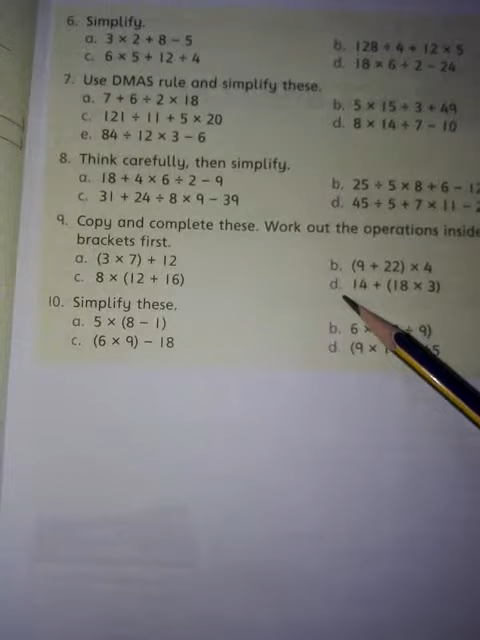 6. Simplify.
a. 3 × 2 + 8 – 5
b. 128 ÷ 4 + 12 × 5
c. 6 × 5 + 12 ÷ 4
d. 18 × 6 ÷ 2 – 24
7. Use DMAS rule and simplify these.
a. 7 + 6 ÷ 2 × 18
b. 5 × 15 ÷ 3 + 49
c. 121 ÷ 11 + 5 × 20
d. 8 × 14 ÷ 7 – 10
e. 84 ÷ 12 × 3 – 6
8. Think carefully, then simplify.
a. 18 + 4 × 6 ÷ 2 – 9
b. 25 ÷ 5 × 8 + 6 – 12
c. 31 + 24 ÷ 8 × 9 – 39
d. 45 ÷ 5 + 7 × 11 –
9. Copy and complete these. Work out the operations inside
brackets first.
a. (3 × 7) + 12
b. (9 + 22) × 4
c. 8 × (12 + 16)
d. 14 + (18 × 3)
10. Simplify these.
a. 5 × (8 – 1)
b. 6 × ÷ 9)
c. (6 × 9) – 18
d. (9 ×